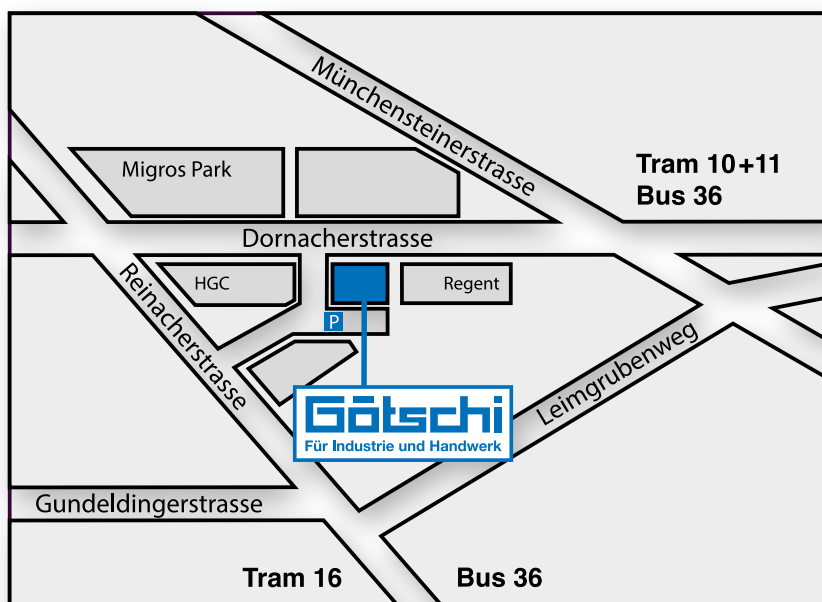 Münchensteinerstrasse
Migros Park
Tram 10+11
Bus 36
Dornacherstrasse
HGC
Regent
Reinacherstrasse
P
Leimgrubenweg
Götschi
Für Industrie und Handwerk
Gundeldingerstrasse
Tram 16
Bus 36